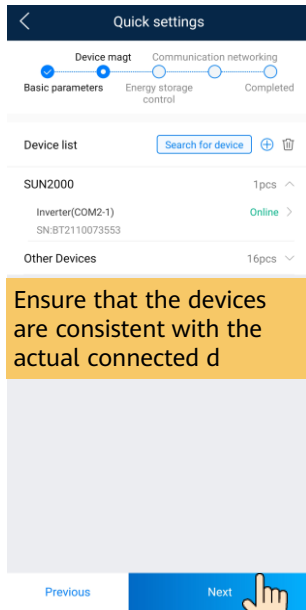 Quick settings
Device magt Communication networking
Basic parameters Energy storage control Completed
Device list Search for device
SUN2000 1pcs
Inverter(COM2-1) Online
SN:BT2110073553
Other Devices 16pcs
Ensure that the devices
are consistent with the
actual connected d
Previous Next